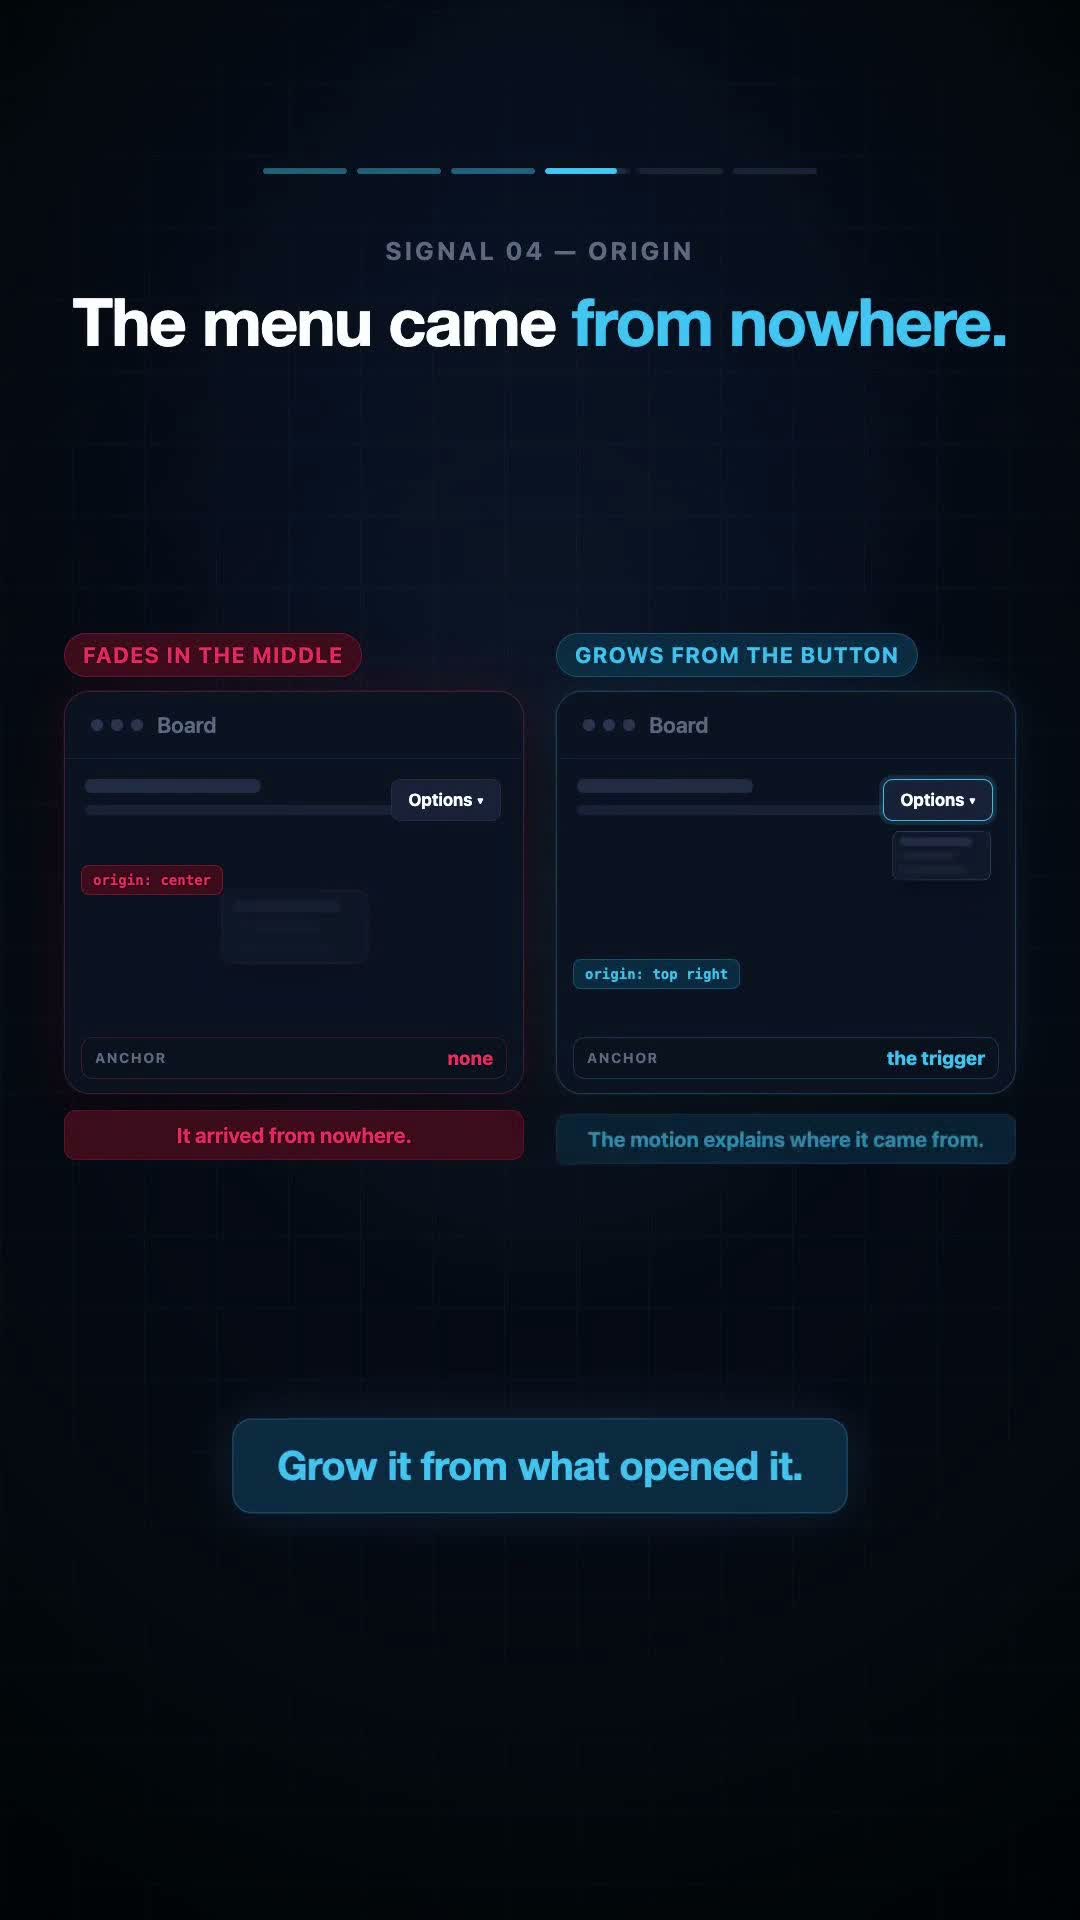 SIGNAL 04 — ORIGIN
The menu came from nowhere.
FADES IN THE MIDDLE
Board
Options ▾
origin: center
ANCHOR none
It arrived from nowhere.
GROWS FROM THE BUTTON
Board
Options ▾
origin: top right
ANCHOR the trigger
The motion explains where it came from.
Grow it from what opened it.